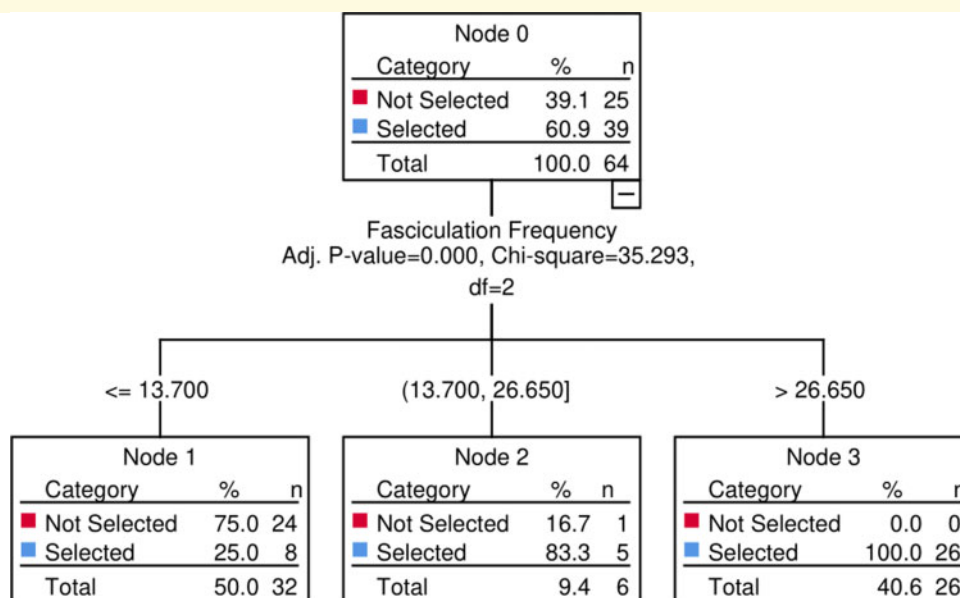 Node 0
Category % n
Not Selected 39.1 25
Selected 60.9 39
Total 100.0 64
Fasciculation Frequency
Adj. P-value=0.000, Chi-square=35.293,
df=2
<= 13.700
(13.700, 26.650]
> 26.650
Node 1
Category % n
Not Selected 75.0 24
Selected 25.0 8
Total 50.0 32
Node 2
Category % n
Not Selected 16.7 1
Selected 83.3 5
Total 9.4 6
Node 3
Category % n
Not Selected 0.0 0
Selected 100.0 26
Total 40.6 26